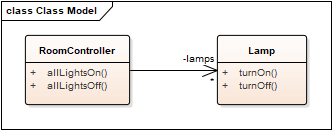 class Class Model
RoomController
+ allLightsOn()
+ allLightsOff()
-lamps
*
Lamp
+ turnOn()
+ turnOff()